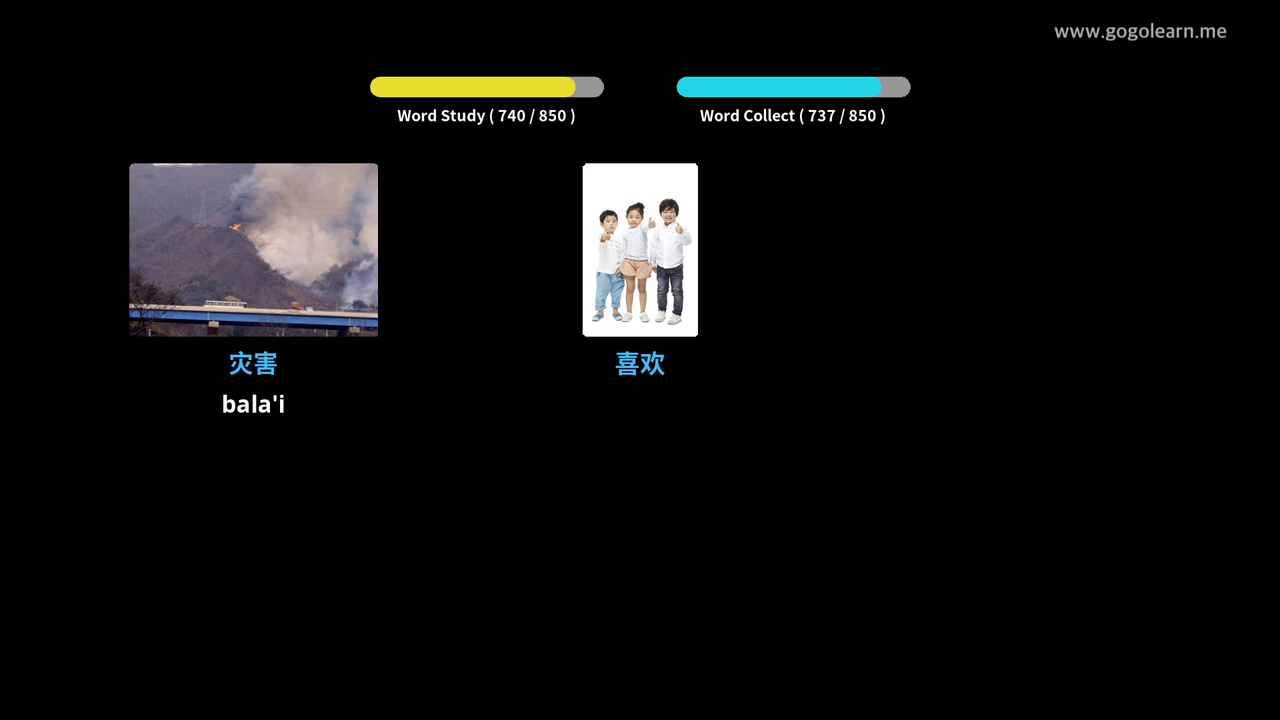 www.gogolearn.me
Word Study ( 740 / 850 )
Word Collect ( 737 / 850 )
灾害
喜欢
bala'i